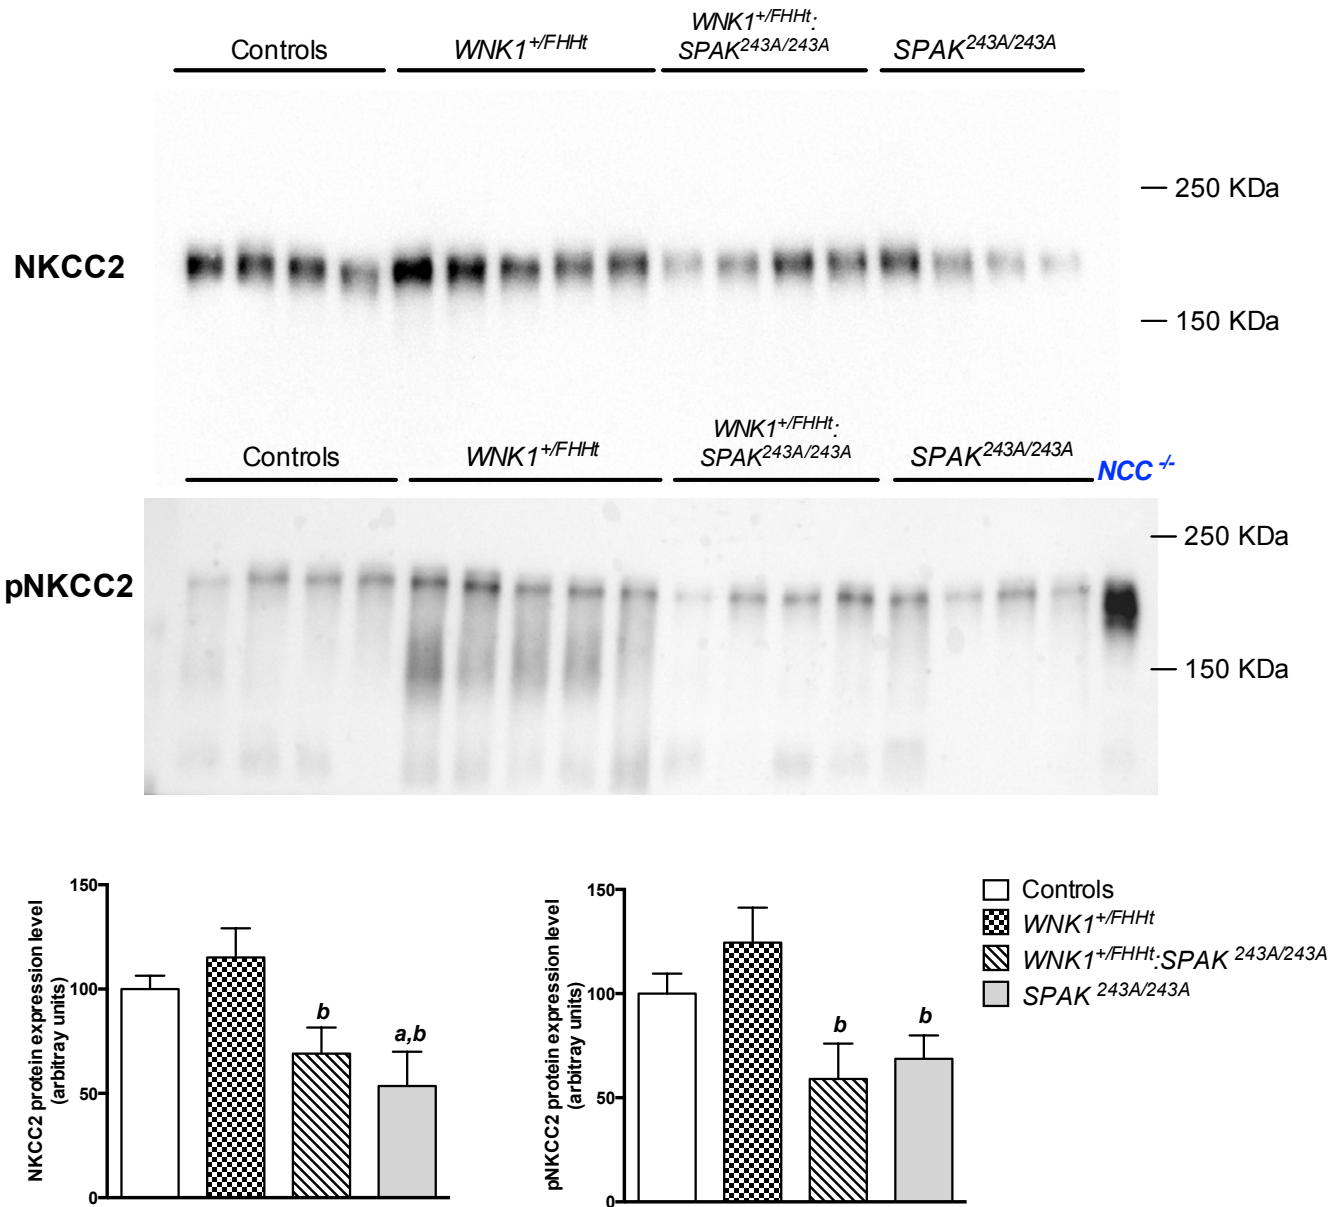 WNK1+/FHHt:
Controls WNK1+/FHHt SPAK243A/243A SPAK243A/243A
250 KDa
NKCC2
150 KDa
WNK1+/FHHt:
Controls WNK1+/FHHt SPAK243A/243A SPAK243A/243A NCC-/-
250 KDa
pNKCC2
150 KDa
NKCC2 protein expression level
(arbitray units)
150
100
50
0
b
a,b
pNKCC2 protein expression level
(arbitray units)
150
100
50
0
b
b
Controls
WNK1+/FHHt
WNK1+/FHHt:SPAK 243A/243A
SPAK 243A/243A